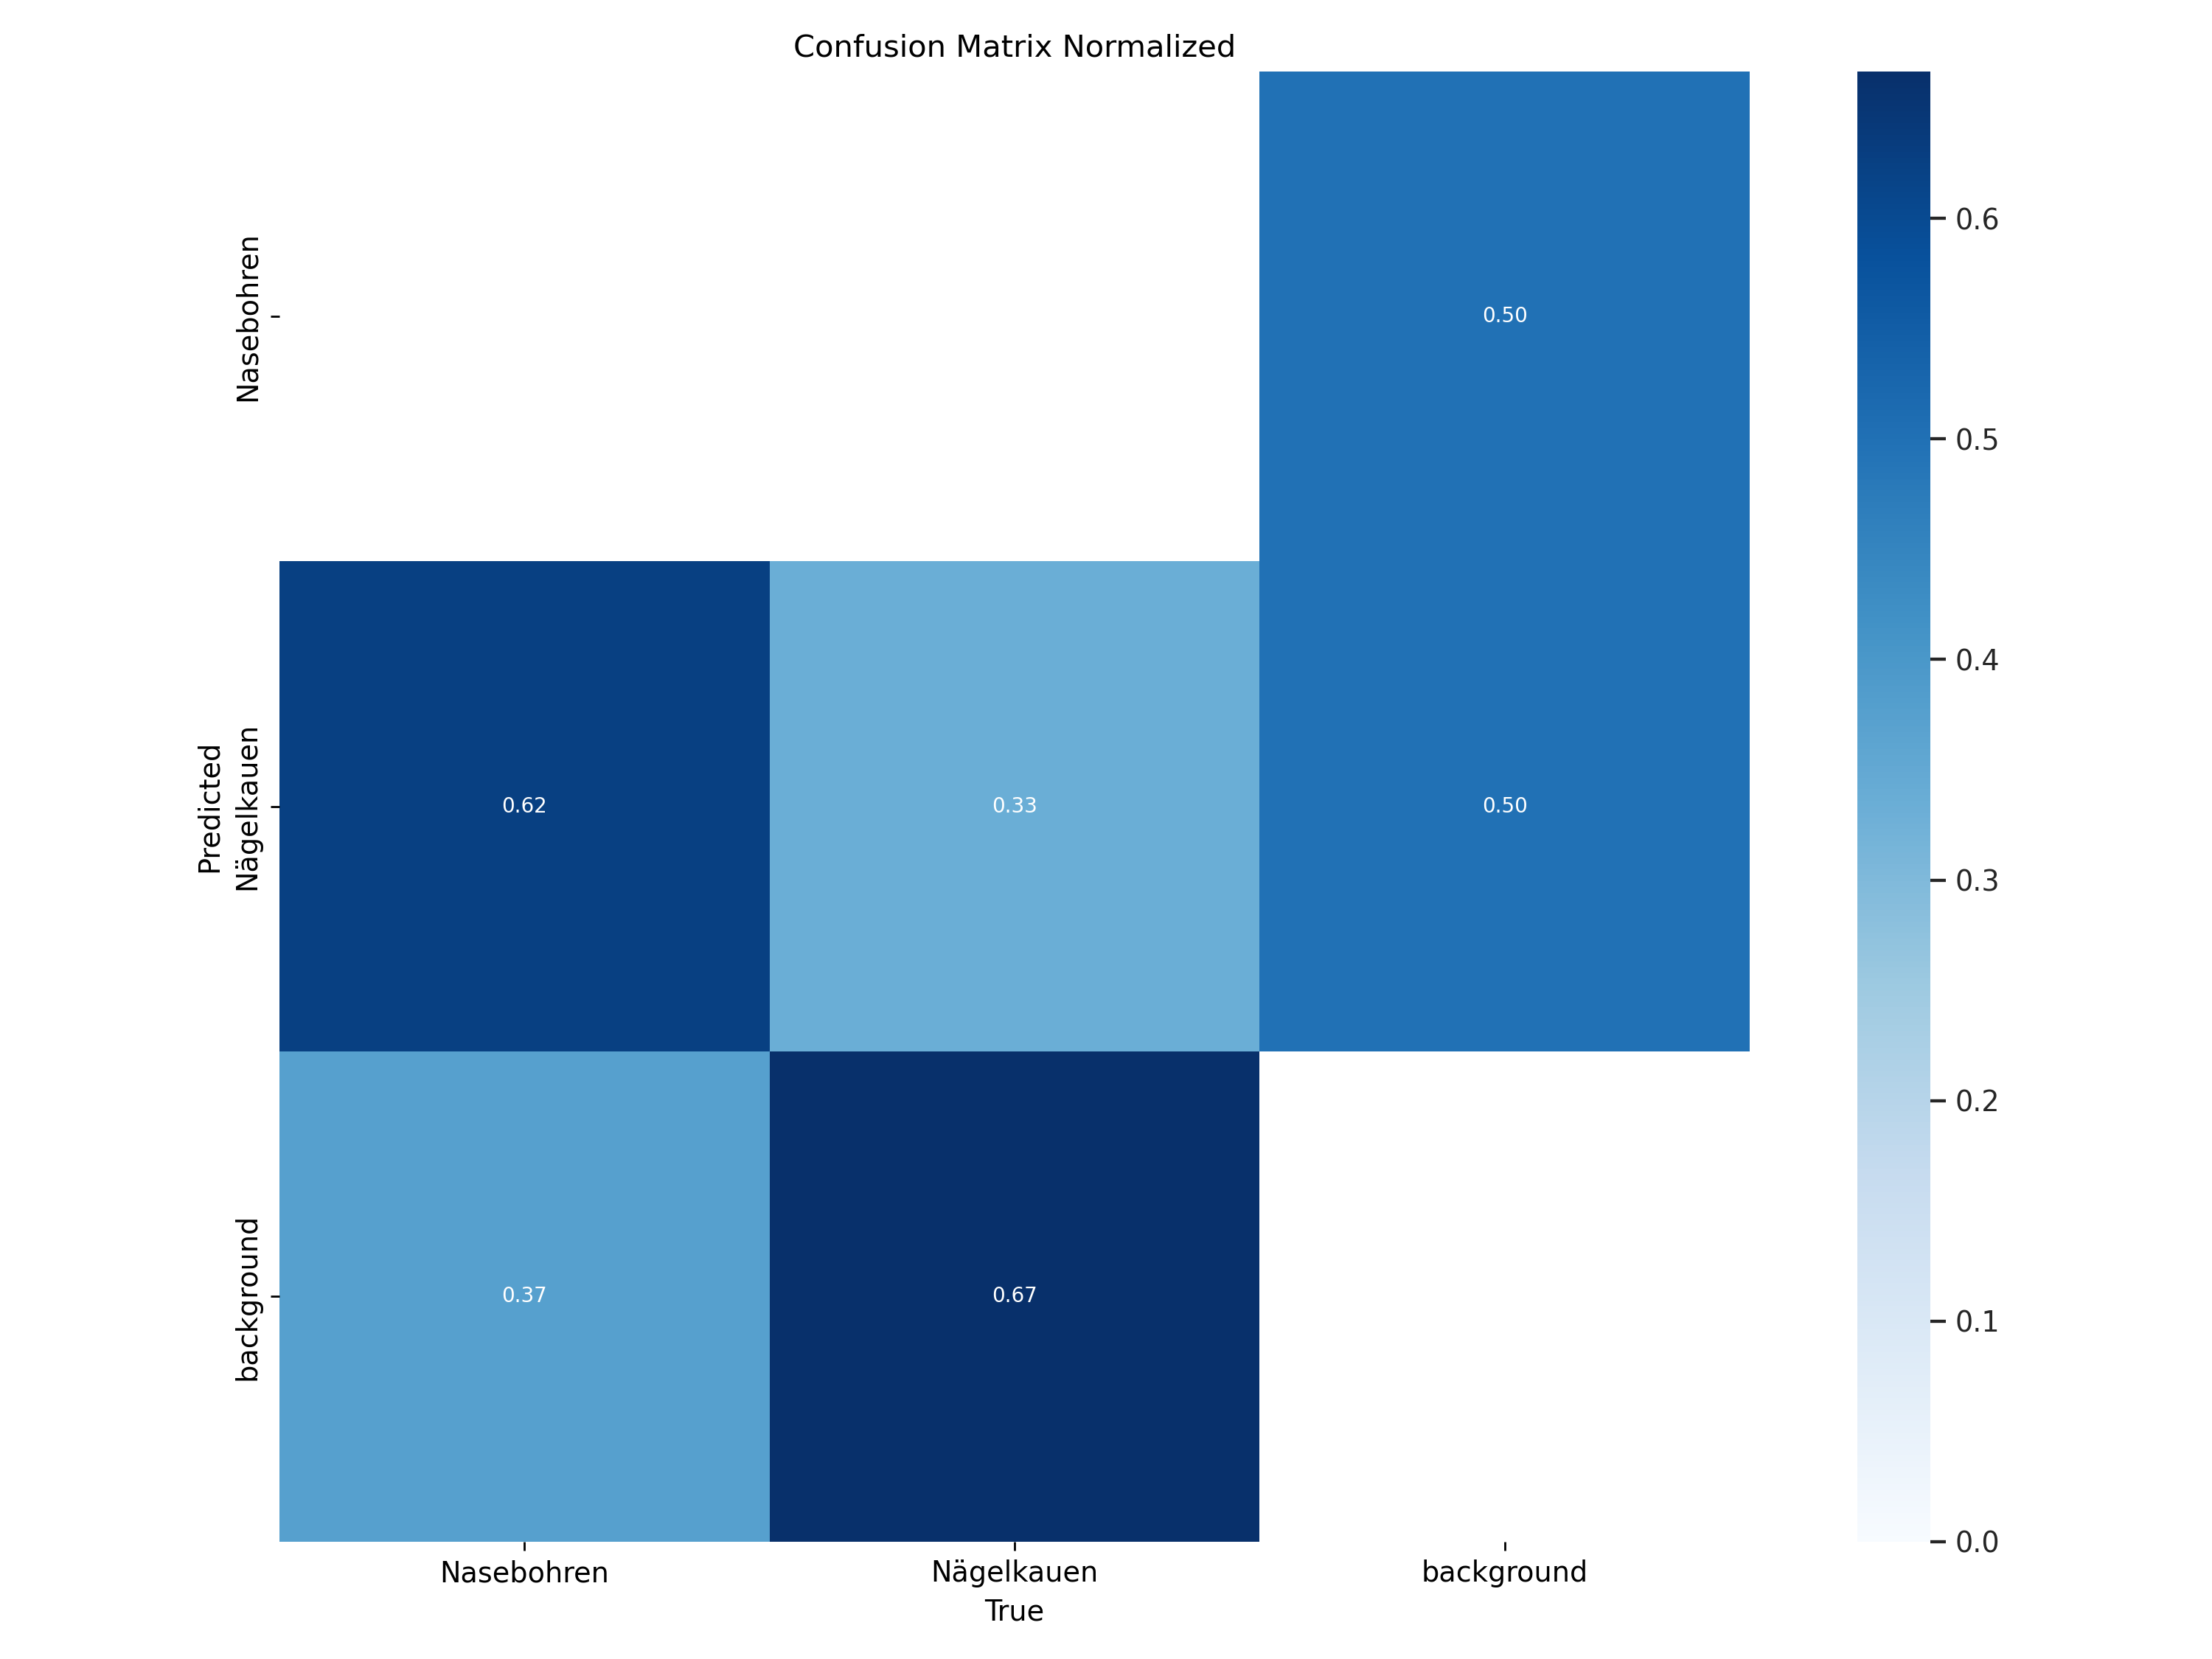 Confusion Matrix Normalized
Predicted
Nasebohren
0.50
Nägelkauen
0.62
0.33
0.50
background
0.37
0.67
Nasebohren
Nägelkauen
background
True
0.6
0.5
0.4
0.3
0.2
0.1
0.0